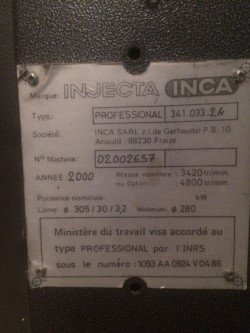 Marque: INJECTA INCA
Type: PROFESSIONAL 341.033.24
Société: INCA SARL z.i.de Gerhaudel P.B. 10
Anould 88230 Fraize
Nº Machine: 02002657
ANNEE 2000 Vitesse nominale: 3420 tr/min
ou Option: 4800 tr/min
Puissance nominale: kW
Lame: ø 305/30/3,2 Minimum: ø 280
Ministère du travail visa accordé au
type PROFESSIONAL par l'INRS
sous le numéro: 1093 AA 0924 V 04 86